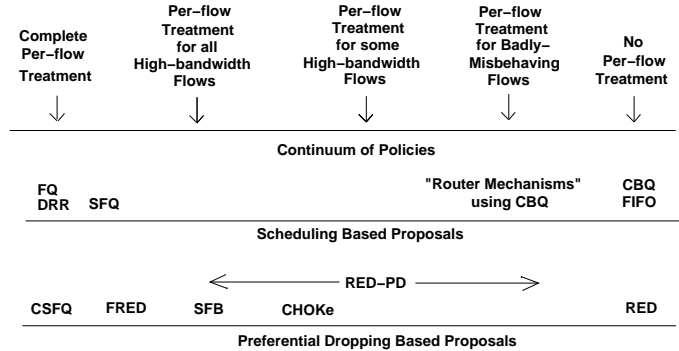 Complete
Per-flow
Treatment
Per-flow
Treatment
for all
High-bandwidth
Flows
Per-flow
Treatment
for some
High-bandwidth
Flows
Per-flow
Treatment
for Badly-
Misbehaving
Flows
No
Per-flow
Treatment
Continuum of Policies
FQ
DRR
SFQ
"Router Mechanisms"
using CBQ
CBQ
FIFO
Scheduling Based Proposals
RED-PD
CSFQ
FRED
SFB
CHOKe
RED
Preferential Dropping Based Proposals